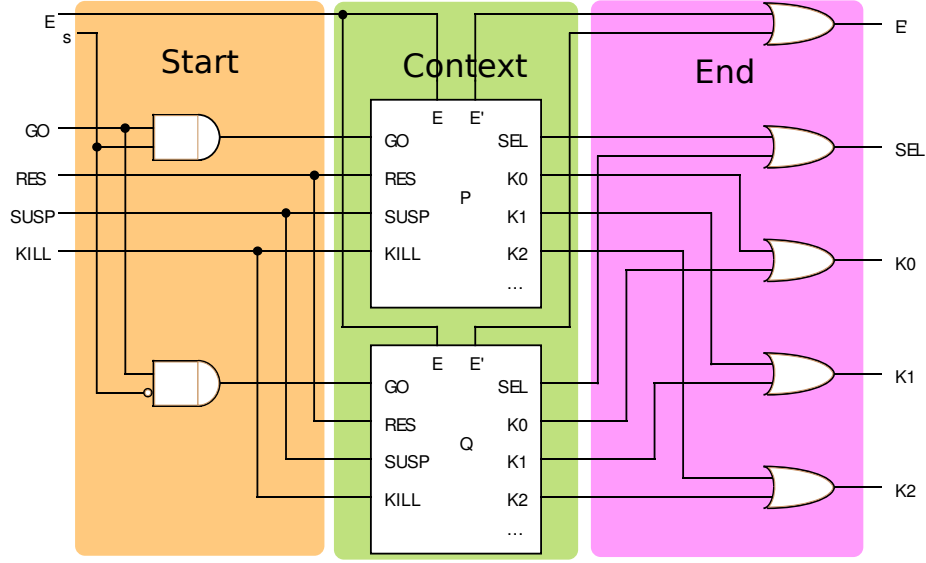 E
s
Start
Context
End
E'
E
E'
GO
GO
SEL
SEL
RES
RES
K0
P
SUSP
SUSP
K1
KILL
KILL
K2
K0
...
E
E'
GO
SEL
K1
RES
K0
Q
SUSP
K1
KILL
K2
K2
...